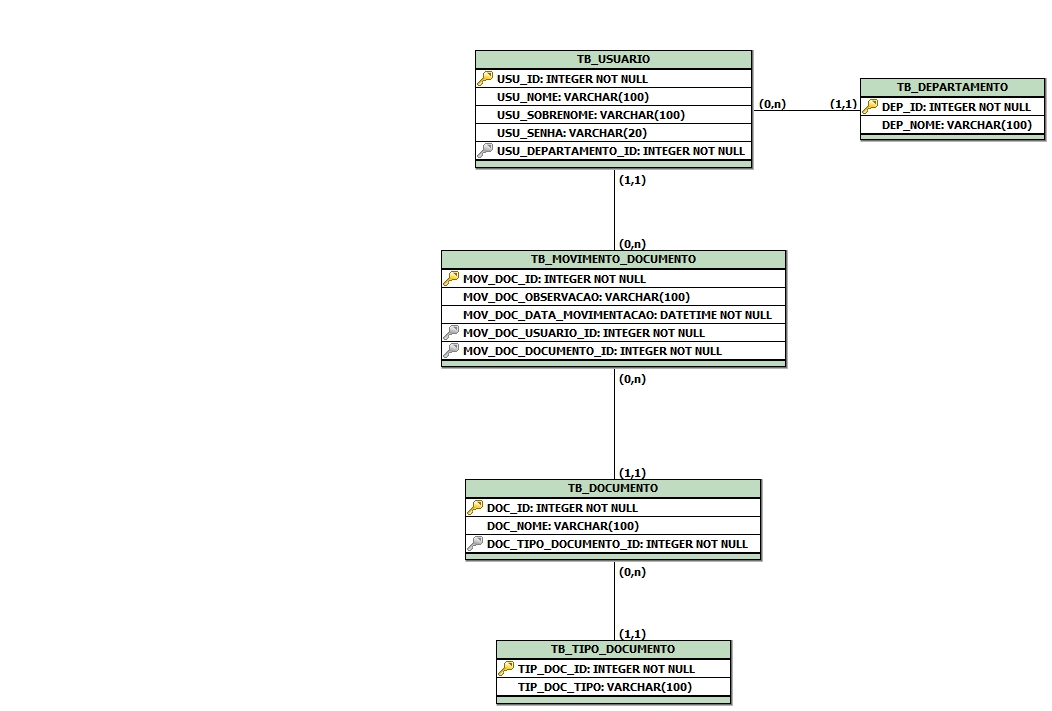 TB_USUARIO
USU_ID: INTEGER NOT NULL
USU_NOME: VARCHAR(100)
USU_SOBRENOME: VARCHAR(100)
USU_SENHA: VARCHAR(20)
USU_DEPARTAMENTO_ID: INTEGER NOT NULL
(0,n) (1,1)
TB_DEPARTAMENTO
DEP_ID: INTEGER NOT NULL
DEP_NOME: VARCHAR(100)
(1,1)
(0,n)
TB_MOVIMENTO_DOCUMENTO
MOV_DOC_ID: INTEGER NOT NULL
MOV_DOC_OBSERVACAO: VARCHAR(100)
MOV_DOC_DATA_MOVIMENTACAO: DATETIME NOT NULL
MOV_DOC_USUARIO_ID: INTEGER NOT NULL
MOV_DOC_DOCUMENTO_ID: INTEGER NOT NULL
(0,n)
(1,1)
TB_DOCUMENTO
DOC_ID: INTEGER NOT NULL
DOC_NOME: VARCHAR(100)
DOC_TIPO_DOCUMENTO_ID: INTEGER NOT NULL
(0,n)
(1,1)
TB_TIPO_DOCUMENTO
TIP_DOC_ID: INTEGER NOT NULL
TIP_DOC_TIPO: VARCHAR(100)